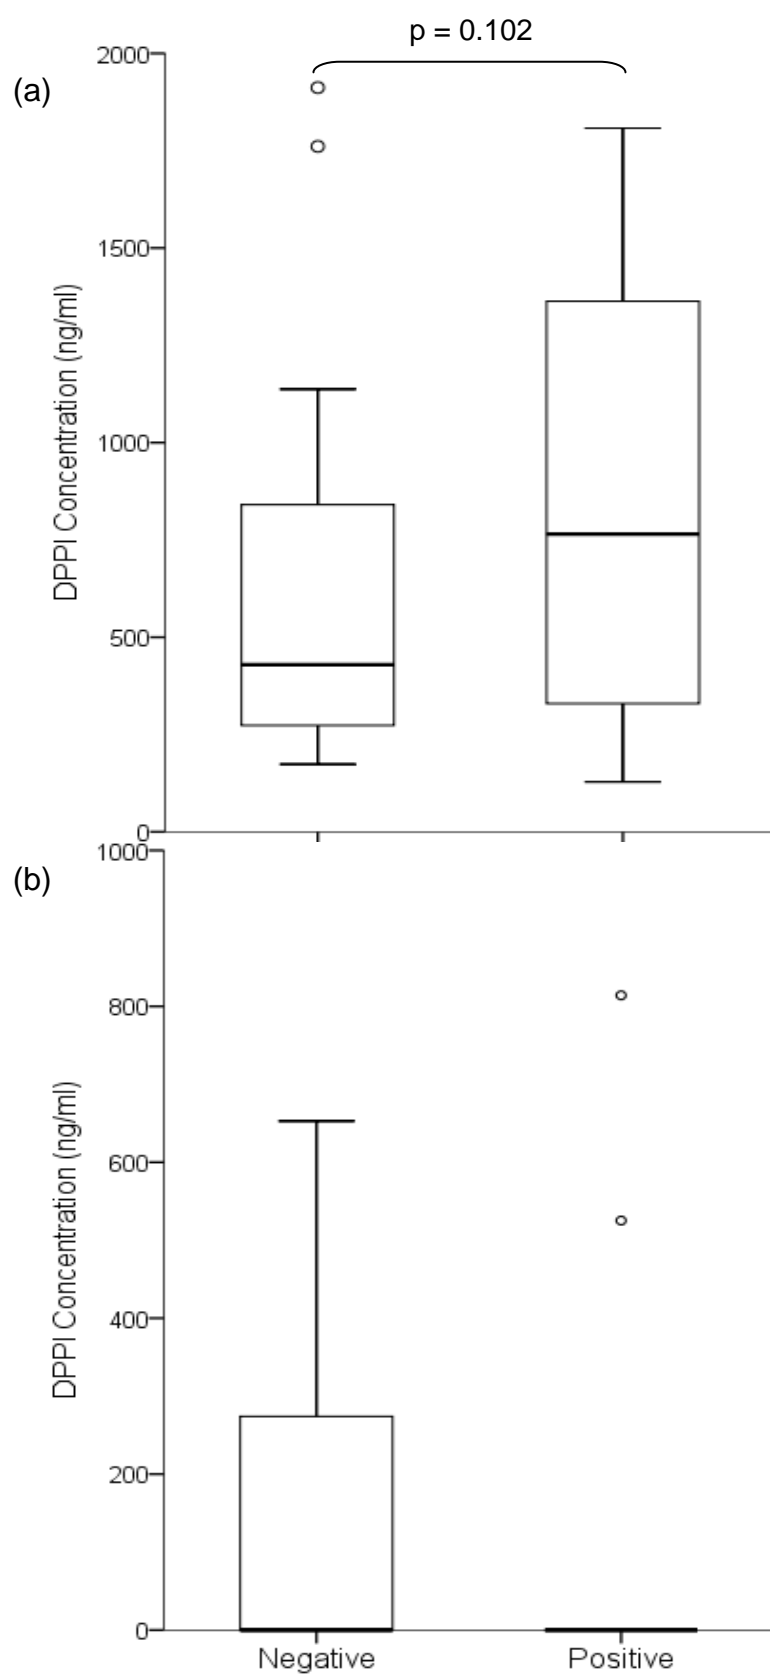 p = 0.102
(a)
2000
1500
1000
500
0
DPPI Concentration (ng/ml)
(b)
1000
800
600
400
200
0
DPPI Concentration (ng/ml)
Negative Positive